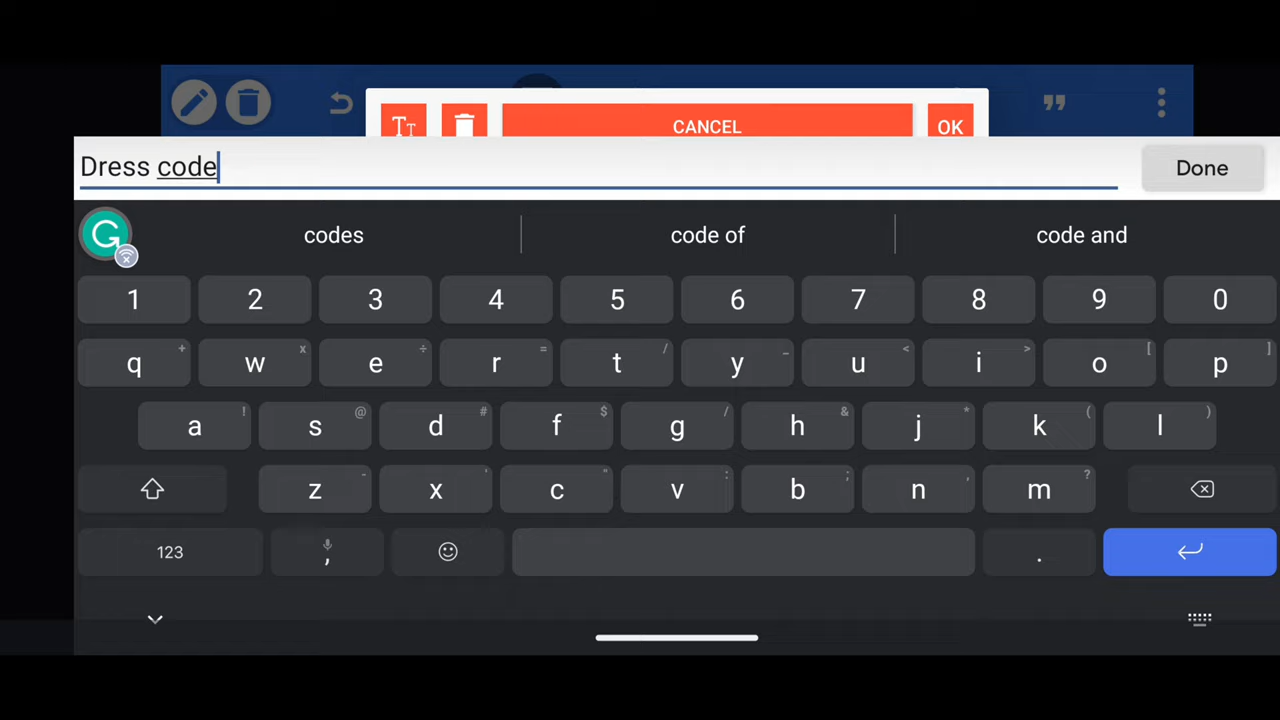 Tт
CANCEL
OK
Dress code
Done
codes
code of
code and
1 2 3 4 5 6 7 8 9 0
q + w x e ÷ r = t / y _ u < i > o [ p ]
a ! s @ d # f $ g / h & j * k ( l )
z - x ' c " v : b ; n , m ?
123 , .